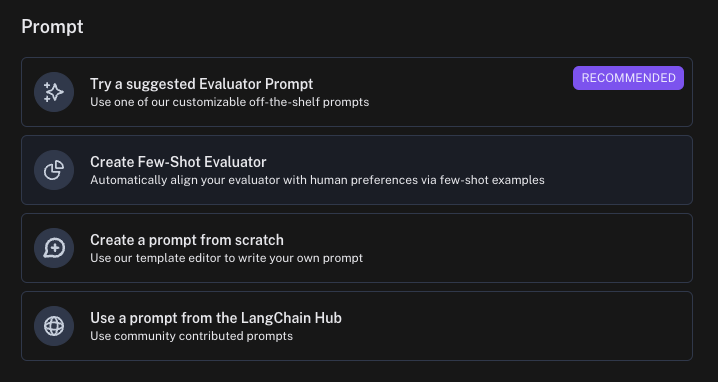 Prompt
RECOMMENDED
Try a suggested Evaluator Prompt
Use one of our customizable off-the-shelf prompts
Create Few-Shot Evaluator
Automatically align your evaluator with human preferences via few-shot examples
Create a prompt from scratch
Use our template editor to write your own prompt
Use a prompt from the LangChain Hub
Use community contributed prompts